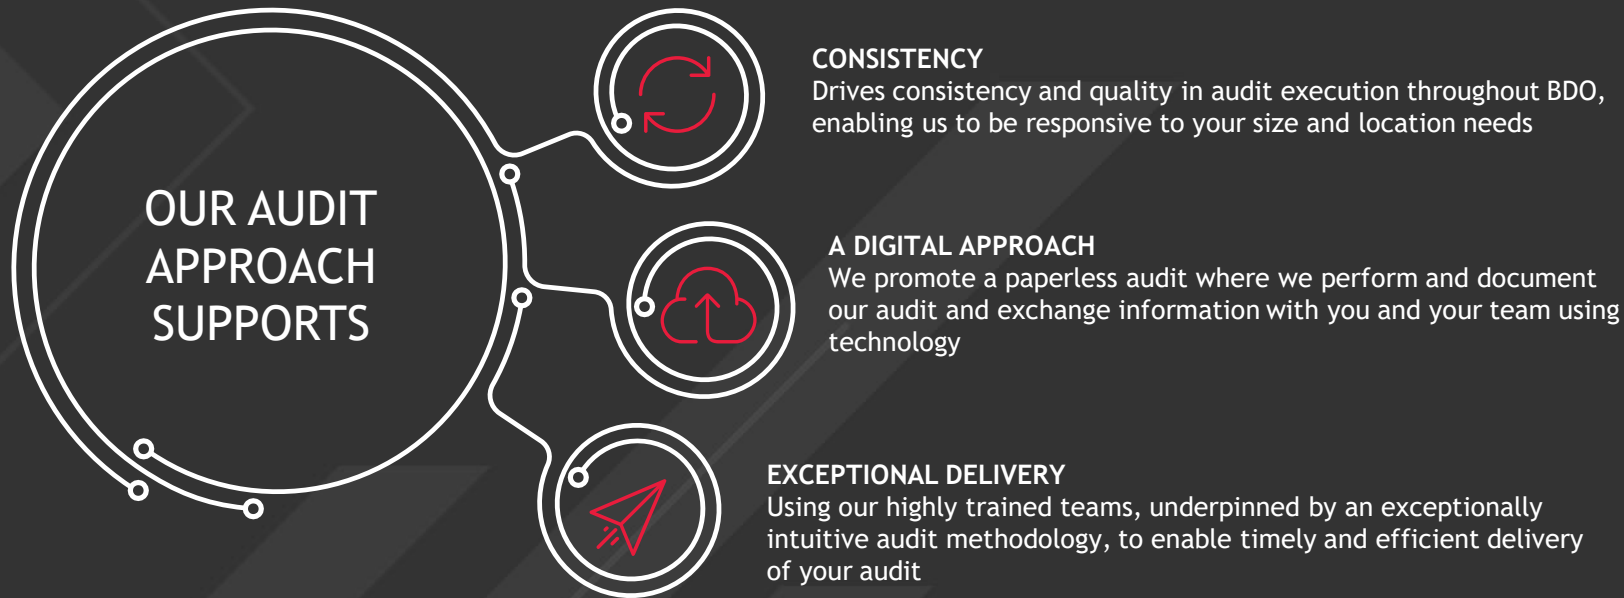 OUR AUDIT
APPROACH
SUPPORTS
CONSISTENCY
Drives consistency and quality in audit execution throughout BDO,
enabling us to be responsive to your size and location needs
A DIGITAL APPROACH
We promote a paperless audit where we perform and document
our audit and exchange information with you and your team using
technology
EXCEPTIONAL DELIVERY
Using our highly trained teams, underpinned by an exceptionally
intuitive audit methodology, to enable timely and efficient delivery
of your audit